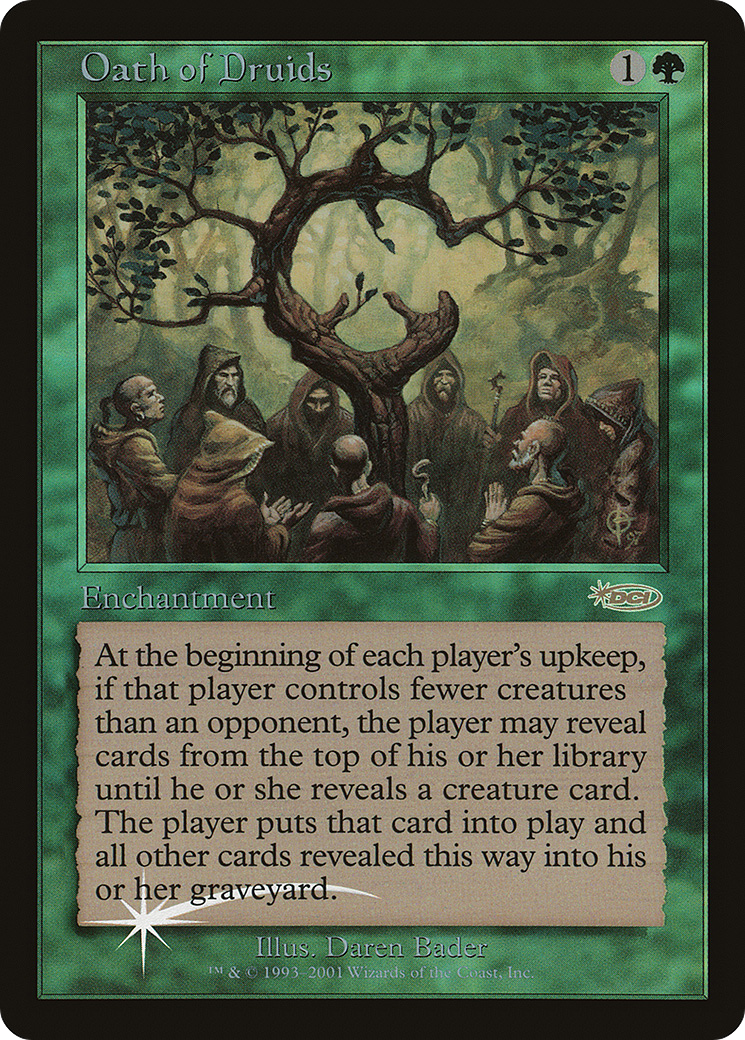 Oath of Druids 1
Enchantment
DCI
At the beginning of each player's upkeep,
if that player controls fewer creatures
than an opponent, the player may reveal
cards from the top of his or her library
until he or she reveals a creature card.
The player puts that card into play and
all other cards revealed this way into his
or her graveyard.
Illus. Daren Bader
™ & © 1993–2001 Wizards of the Coast, Inc.